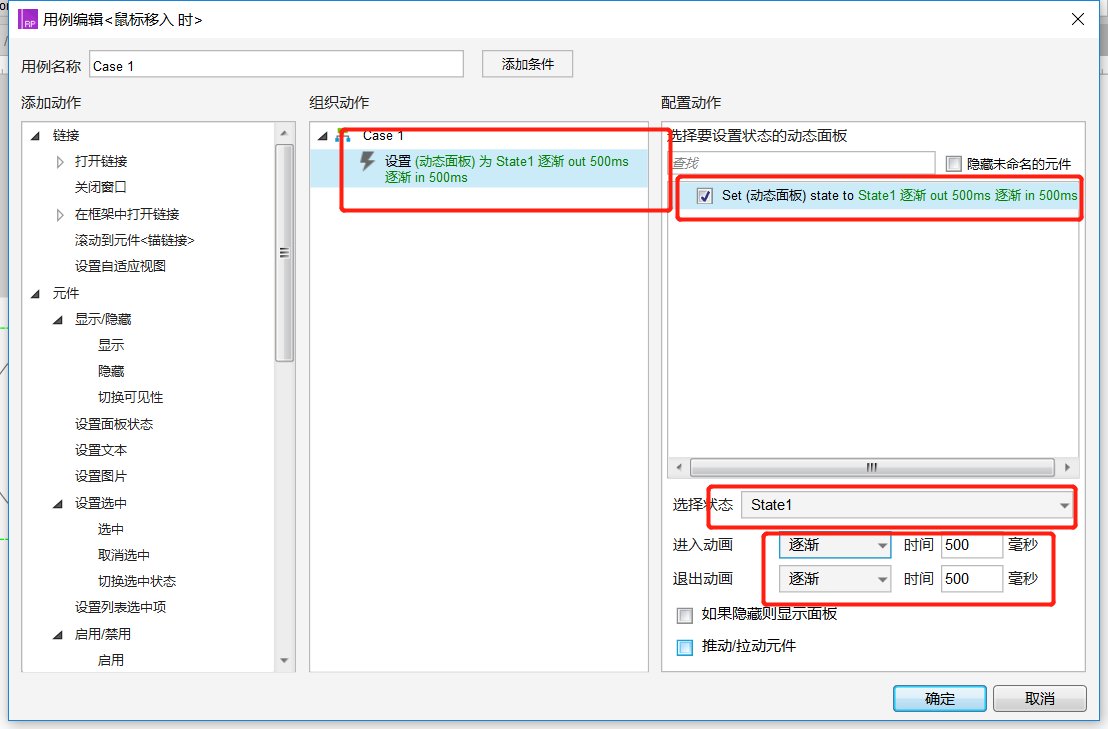 用例编辑<鼠标移入 时>
用例名称 Case 1 添加条件
添加动作
链接
打开链接
关闭窗口
在框架中打开链接
滚动到元件<锚链接>
设置自适应视图
元件
显示/隐藏
显示
隐藏
切换可见性
设置面板状态
设置文本
设置图片
设置选中
选中
取消选中
切换选中状态
设置列表选中项
启用/禁用
启用
组织动作
Case 1
设置 (动态面板) 为 State1 逐渐 out 500ms
逐渐 in 500ms
配置动作
选择要设置状态的动态面板
查找 隐藏未命名的元件
Set (动态面板) state to State1 逐渐 out 500ms 逐渐 in 500ms
选择状态 State1
进入动画 逐渐 时间 500 毫秒
退出动画 逐渐 时间 500 毫秒
如果隐藏则显示面板
推动/拉动元件
确定 取消